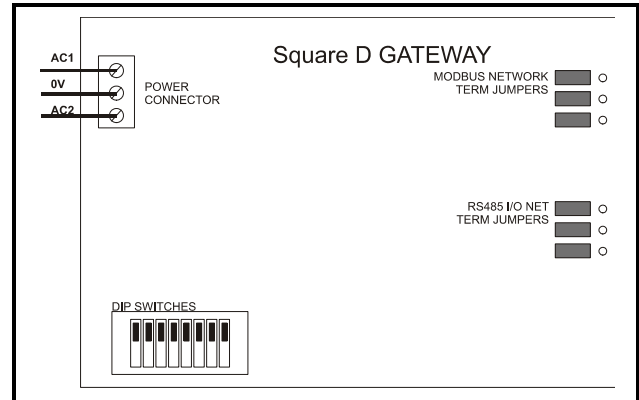 Square D GATEWAY
AC1
0V
AC2
POWER
CONNECTOR
MODBUS NETWORK
TERM JUMPERS
RS485 I/O NET
TERM JUMPERS
DIP SWITCHES